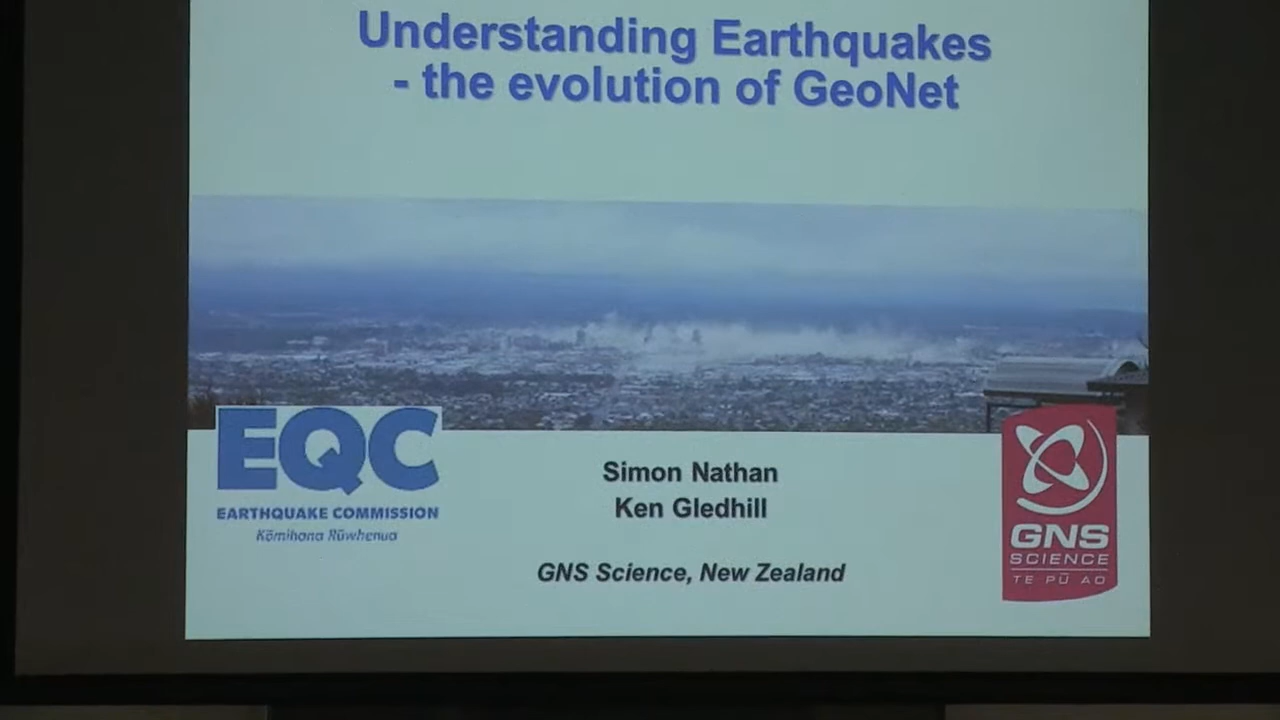 Understanding Earthquakes
- the evolution of GeoNet
EQC
EARTHQUAKE COMMISSION
Kōmihana Rūwhenua
Simon Nathan
Ken Gledhill
GNS Science, New Zealand
GNS
SCIENCE
TE PŪ AO